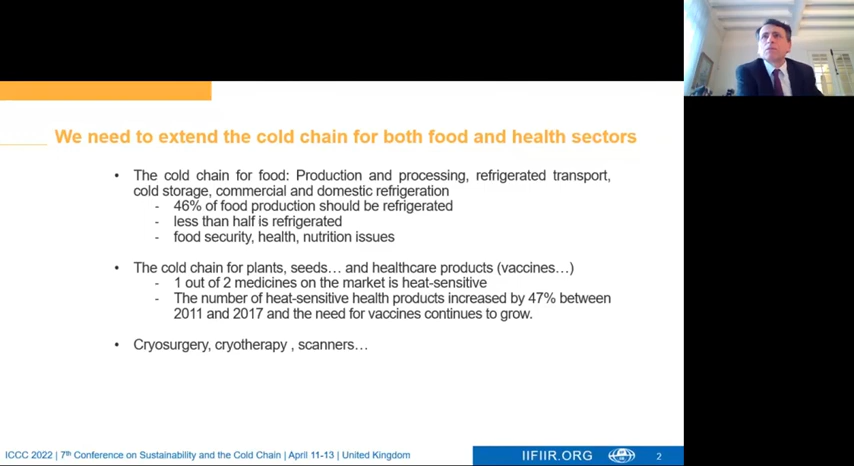 We need to extend the cold chain for both food and health sectors
• The cold chain for food: Production and processing, refrigerated transport,
cold storage, commercial and domestic refrigeration
- 46% of food production should be refrigerated
- less than half is refrigerated
- food security, health, nutrition issues
• The cold chain for plants, seeds… and healthcare products (vaccines…)
- 1 out of 2 medicines on the market is heat-sensitive
- The number of heat-sensitive health products increased by 47% between
2011 and 2017 and the need for vaccines continues to grow.
• Cryosurgery, cryotherapy , scanners…
ICCC 2022 | 7th Conference on Sustainability and the Cold Chain | April 11-13 | United Kingdom
IIFIIR.ORG
2